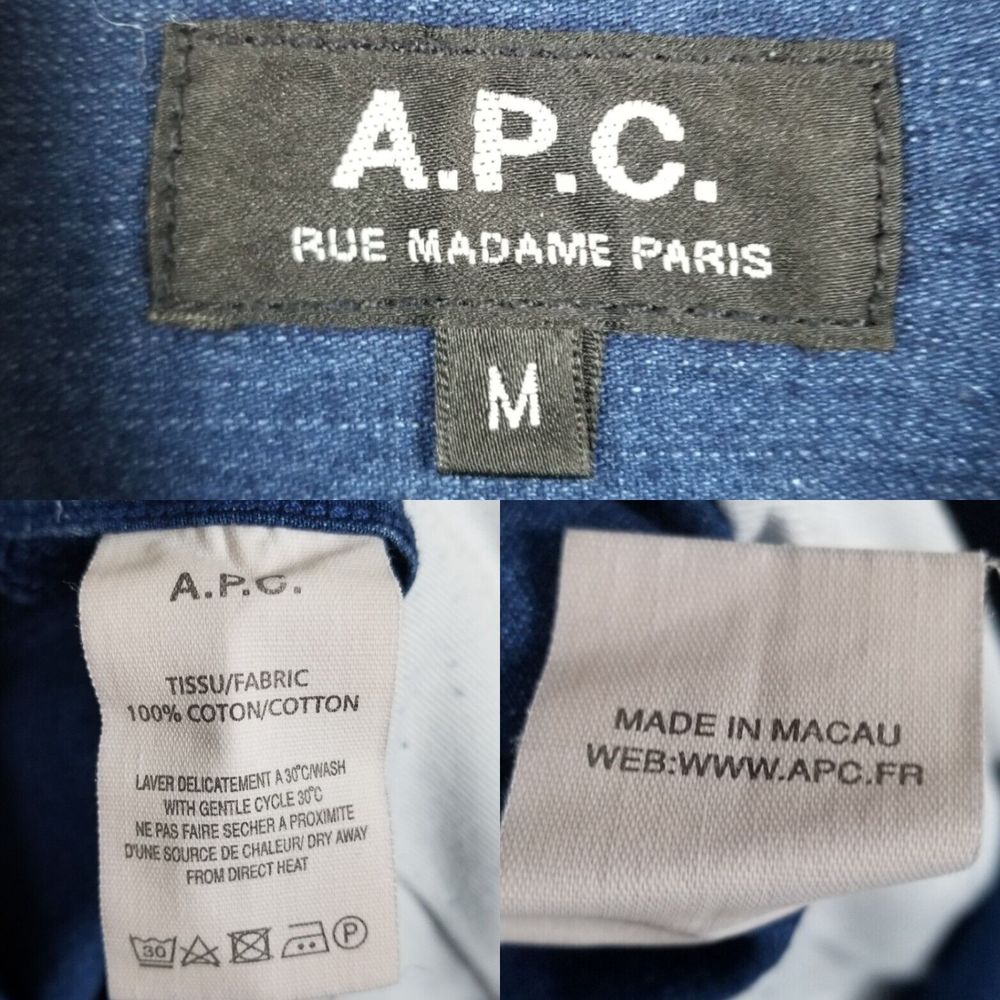 A.P.C.
RUE MADAME PARIS
M
A.P.C.
TISSU/FABRIC
100% COTON/COTTON
LAVER DELICATEMENT A 30°C/WASH
WITH GENTLE CYCLE 30°C
NE PAS FAIRE SECHER A PROXIMITE
D'UNE SOURCE DE CHALEUR/ DRY AWAY
FROM DIRECT HEAT
30 P
MADE IN MACAU
WEB:WWW.APC.FR